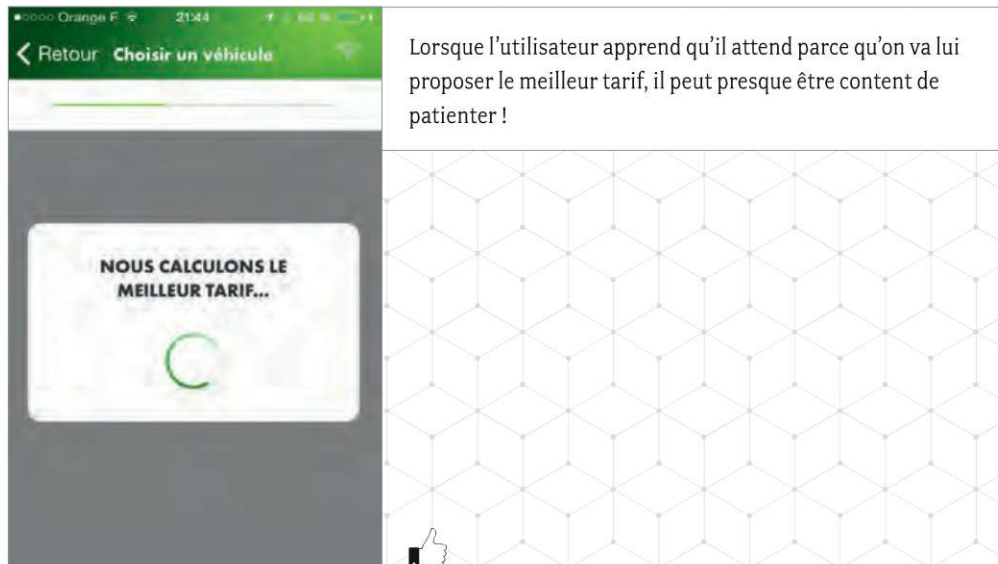 Orange F 21:44
Retour Choisir un véhicule
NOUS CALCULONS LE
MEILLEUR TARIF...
Lorsque l’utilisateur apprend qu’il attend parce qu’on va lui
proposer le meilleur tarif, il peut presque être content de
patienter !